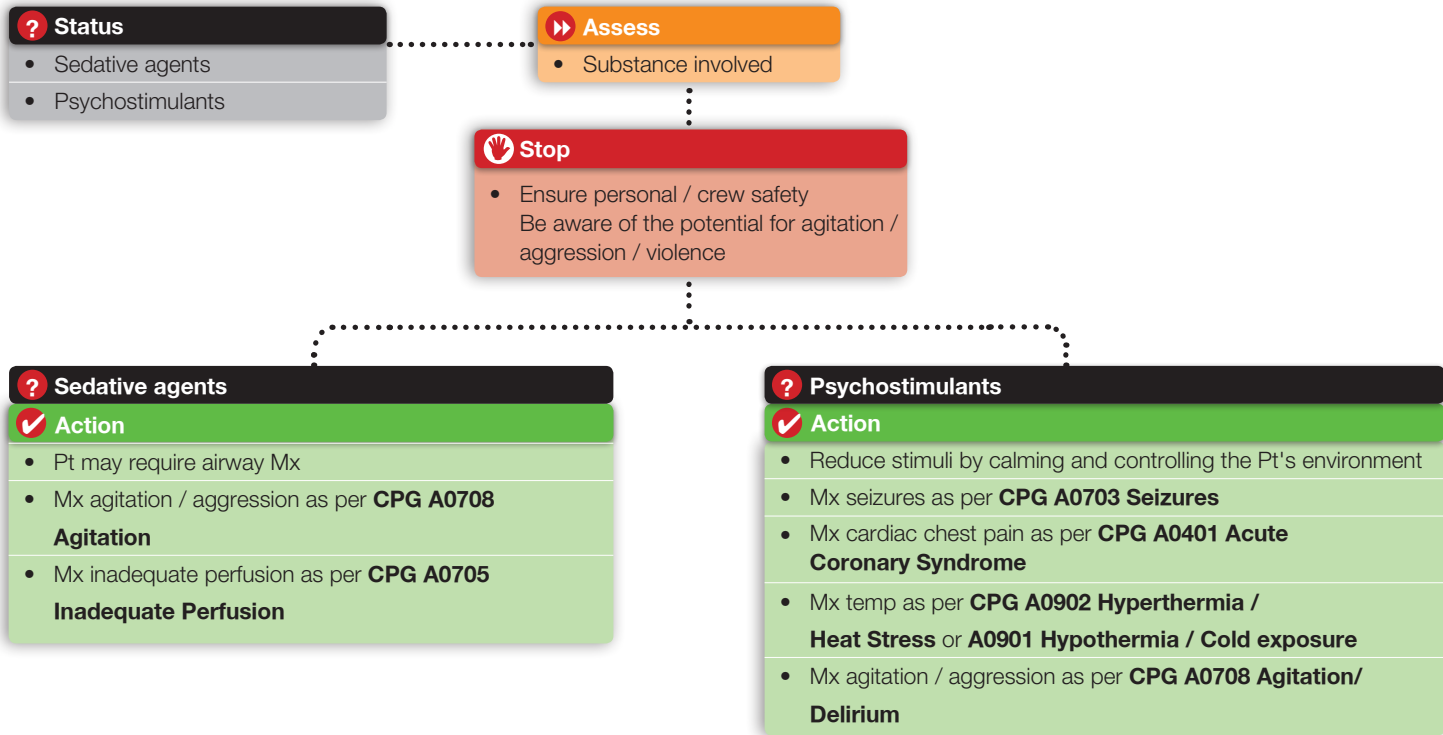 ? Status
• Sedative agents
• Psychostimulants
Assess
• Substance involved
Stop
• Ensure personal / crew safety
Be aware of the potential for agitation /
aggression / violence
? Sedative agents
Action
• Pt may require airway Mx
• Mx agitation / aggression as per CPG A0708
Agitation
• Mx inadequate perfusion as per CPG A0705
Inadequate Perfusion
? Psychostimulants
Action
• Reduce stimuli by calming and controlling the Pt's environment
• Mx seizures as per CPG A0703 Seizures
• Mx cardiac chest pain as per CPG A0401 Acute
Coronary Syndrome
• Mx temp as per CPG A0902 Hyperthermia /
Heat Stress or A0901 Hypothermia / Cold exposure
• Mx agitation / aggression as per CPG A0708 Agitation/
Delirium